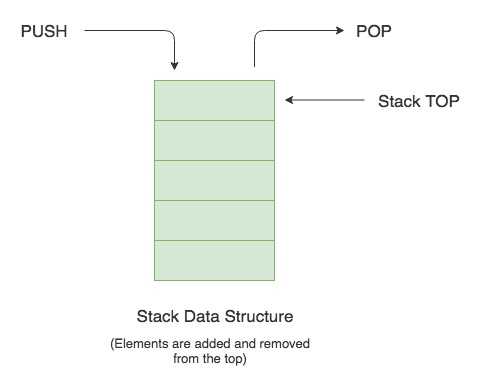 PUSH
POP
Stack TOP
Stack Data Structure
(Elements are added and removed
from the top)